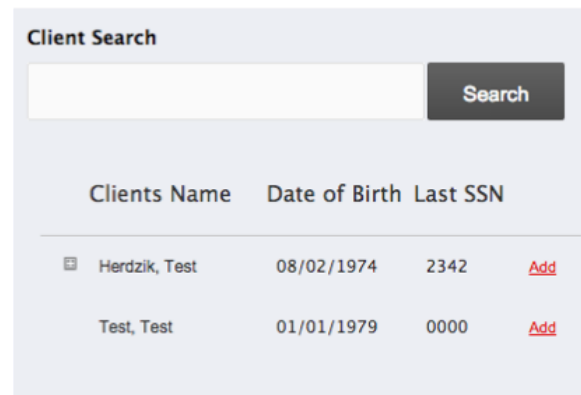 Client Search
Search
Clients Name Date of Birth Last SSN
Herdzik, Test 08/02/1974 2342 Add
Test, Test 01/01/1979 0000 Add